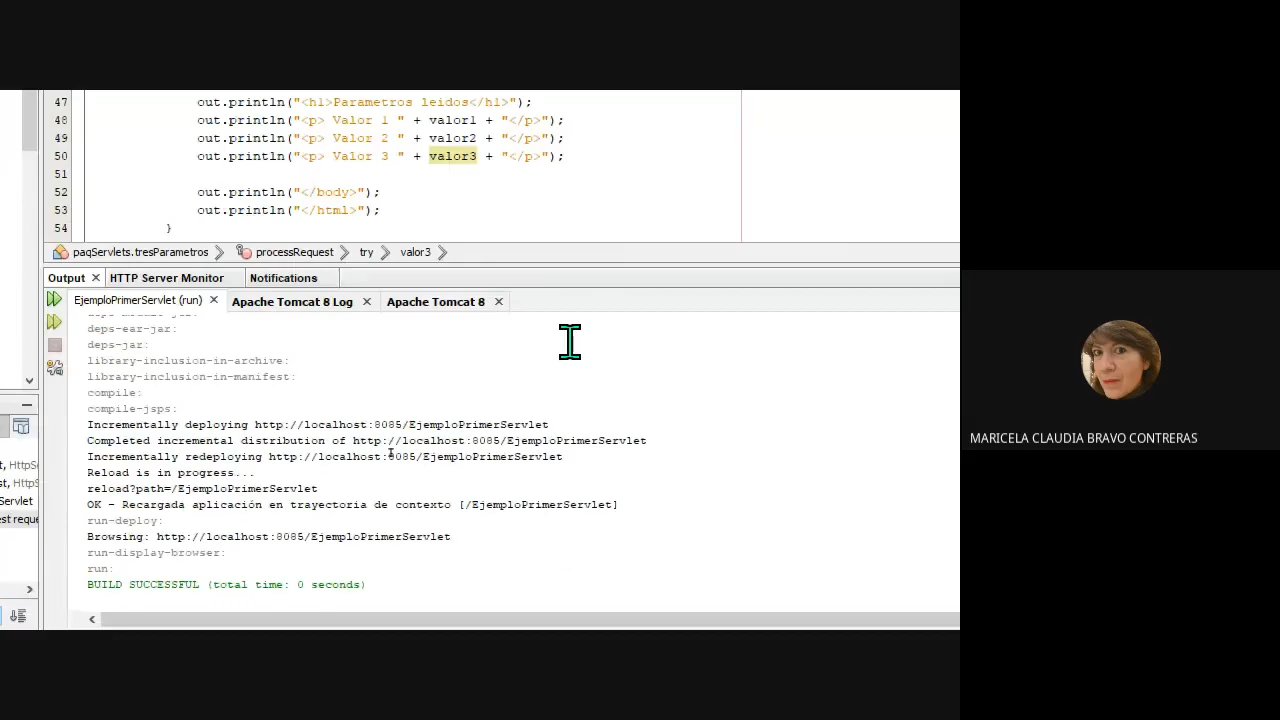 47 out.println("<h1>Parametros leidos</h1>");
48 out.println("<p> Valor 1 " + valor1 + "</p>");
49 out.println("<p> Valor 2 " + valor2 + "</p>");
50 out.println("<p> Valor 3 " + valor3 + "</p>");
51
52 out.println("</body>");
53 out.println("</html>");
54 }
paqServlets.tresParametros processRequest try valor3
Output HTTP Server Monitor Notifications
EjemploPrimerServlet (run) Apache Tomcat 8 Log Apache Tomcat 8
deps-ear-jar:
deps-jar:
library-inclusion-in-archive:
library-inclusion-in-manifest:
compile:
compile-jsps:
Incrementally deploying http://localhost:8085/EjemploPrimerServlet
Completed incremental distribution of http://localhost:8085/EjemploPrimerServlet
Incrementally redeploying http://localhost:8085/EjemploPrimerServlet
Reload is in progress...
reload?path=/EjemploPrimerServlet
OK - Recargada aplicación en trayectoria de contexto [/EjemploPrimerServlet]
run-deploy:
Browsing: http://localhost:8085/EjemploPrimerServlet
run-display-browser:
run:
BUILD SUCCESSFUL (total time: 0 seconds)
t, HttpS
st, HttpS
Servlet
est reque
MARICELA CLAUDIA BRAVO CONTRERAS